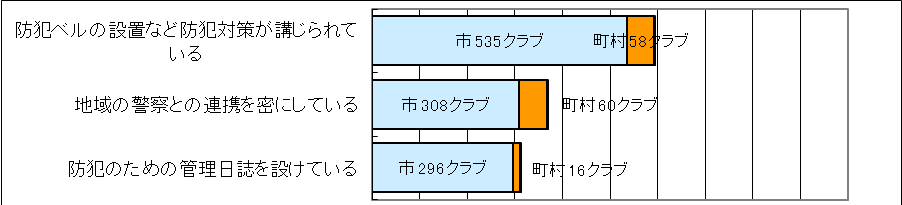 防犯ベルの設置など防犯対策が講じられて
いる
市535クラブ
町村58クラブ
地域の警察との連携を密にしている
市308クラブ
町村60クラブ
防犯のための管理日誌を設けている
市296クラブ
町村16クラブ